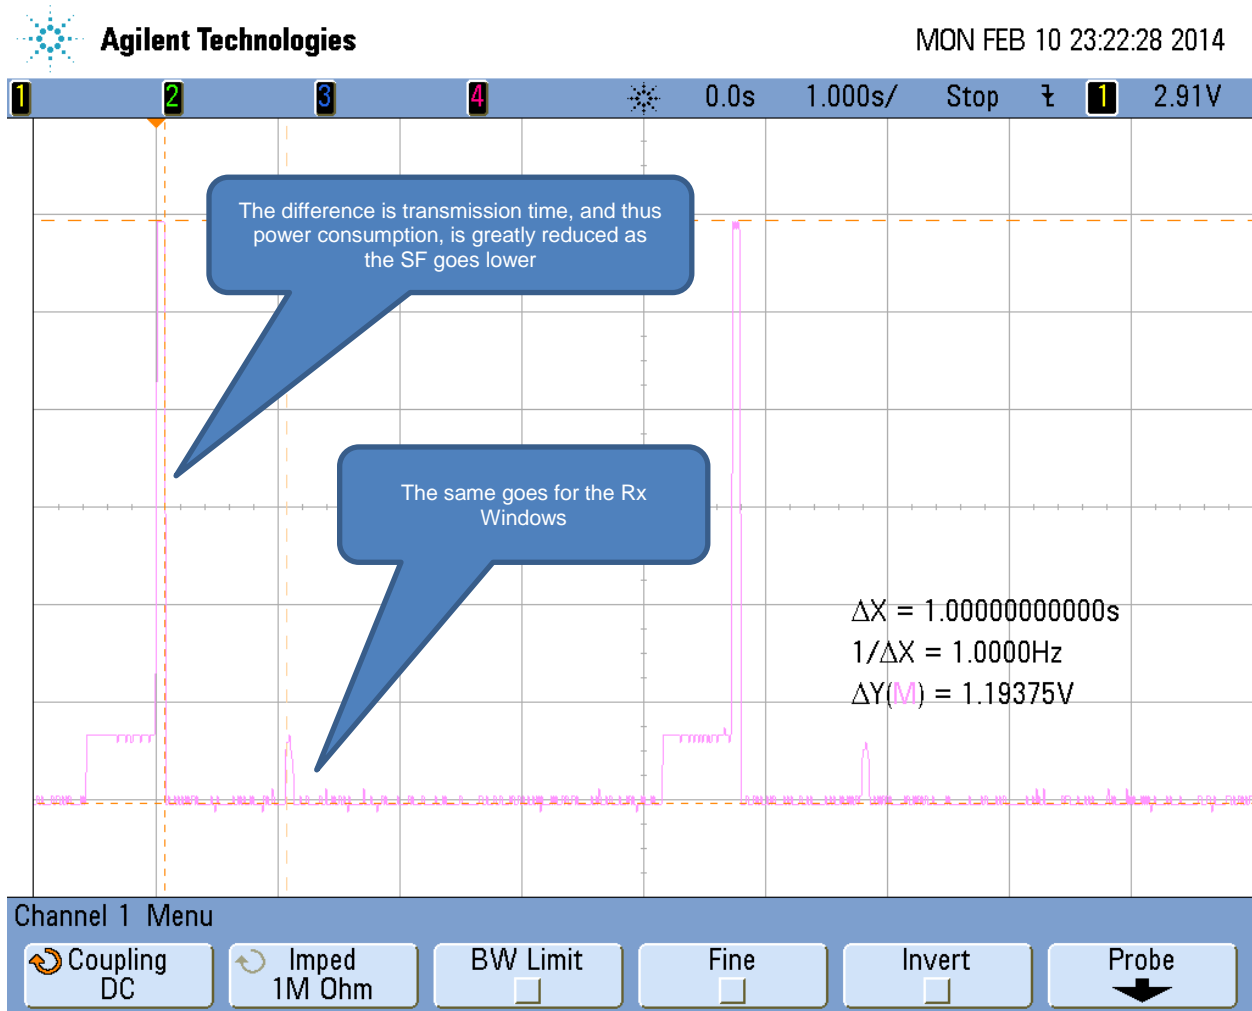 Agilent Technologies
MON FEB 10 23:22:28 2014
1 2 3 4 0.0s 1.000s/ Stop 1 2.91V
The difference is transmission time, and thus
power consumption, is greatly reduced as
the SF goes lower
The same goes for the Rx
Windows
ΔX = 1.00000000000s
1/ΔX = 1.0000Hz
ΔY(M) = 1.19375V
Channel 1 Menu
Coupling
DC
Imped
1M Ohm
BW Limit
Fine
Invert
Probe